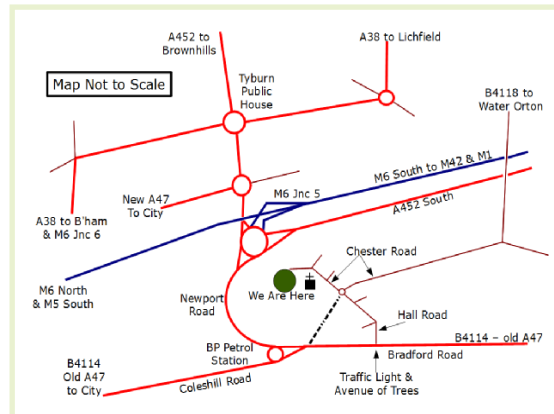 A452 to
Brownhills
A38 to Lichfield
Map Not to Scale
Tyburn
Public
House
B4118 to
Water Orton
M6 South to M42 & M1
New A47
To City
M6 Jnc 5
A452 South
A38 to B'ham
& M6 Jnc 6
Chester Road
M6 North
& M5 South
We Are Here
Newport
Road
Hall Road
B4114 – old A47
BP Petrol
Station
Bradford Road
B4114
Old A47
to City
Coleshill Road
Traffic Light &
Avenue of Trees